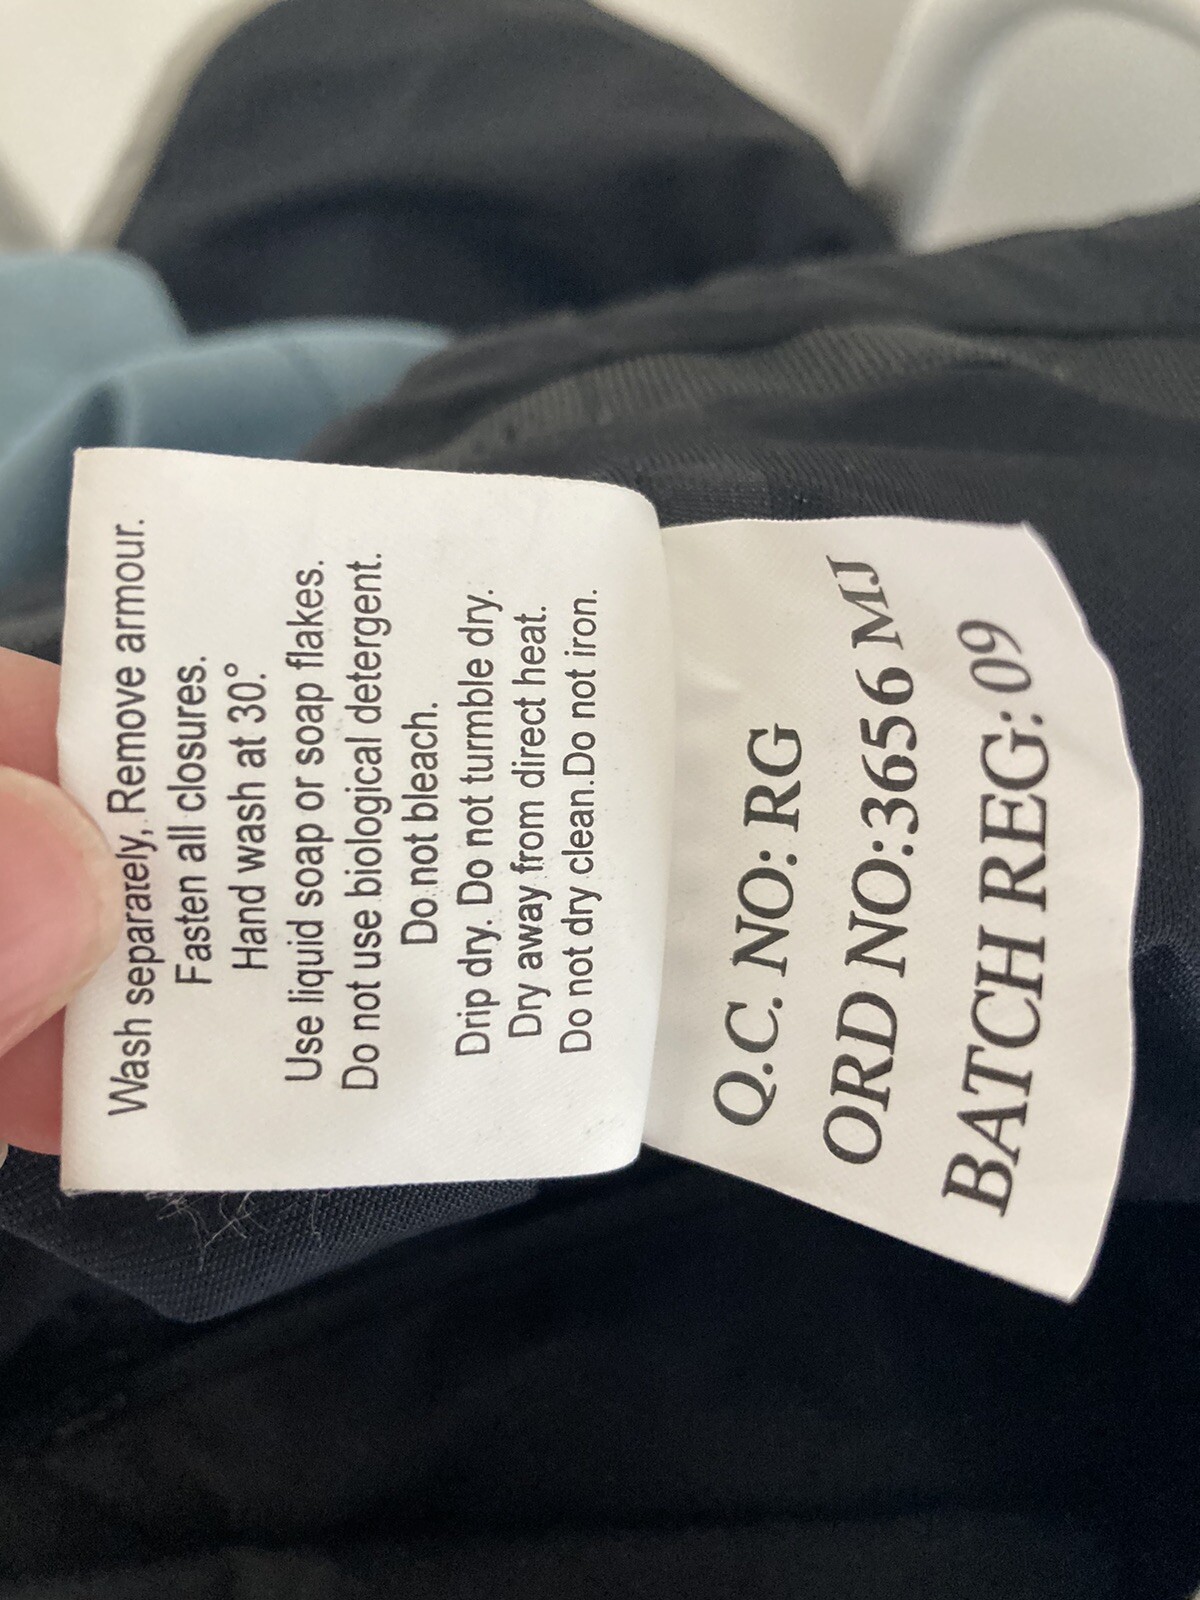 Wash separately, Remove armour.
Fasten all closures.
Hand wash at 30°.
Use liquid soap or soap flakes.
Do not use biological detergent.
Do not bleach.
Drip dry. Do not turmble dry.
Dry away from direct heat.
Do not dry clean.Do not iron.
Q.C. NO: RG
ORD NO:3656 MJ
BATCH REG: 09